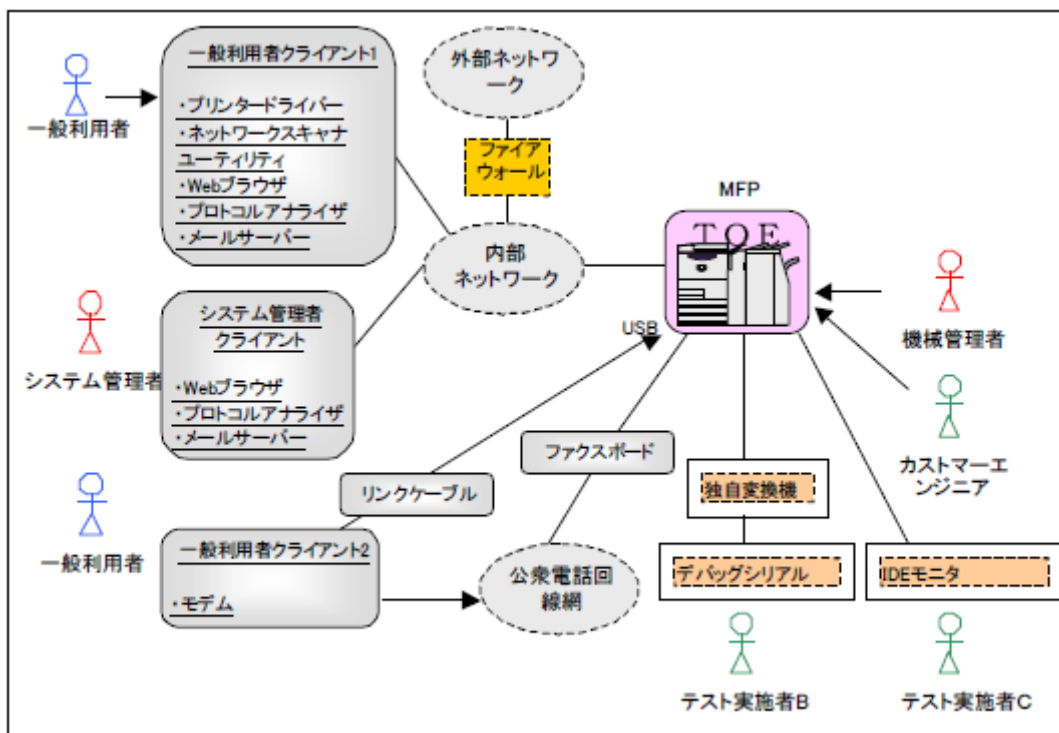 一般利用者
一般利用者クライアント1
・プリンタードライバー
・ネットワークスキャナ
ユーティリティ
・Webブラウザ
・プロトコルアナライザ
・メールサーバー
外部ネットワ
ーク
ファイア
ウォール
内部
ネットワーク
MFP
TOE
USB
機械管理者
カストマーエ
ンジニア
システム管理者
システム管理者
クライアント
・Webブラウザ
・プロトコルアナライザ
・メールサーバー
リンクケーブル
ファクスボード
独自変換機
デバッグシリアル
IDEモニタ
一般利用者
一般利用者クライアント2
・モデム
公衆電話回
線網
テスト実施者B
テスト実施者C